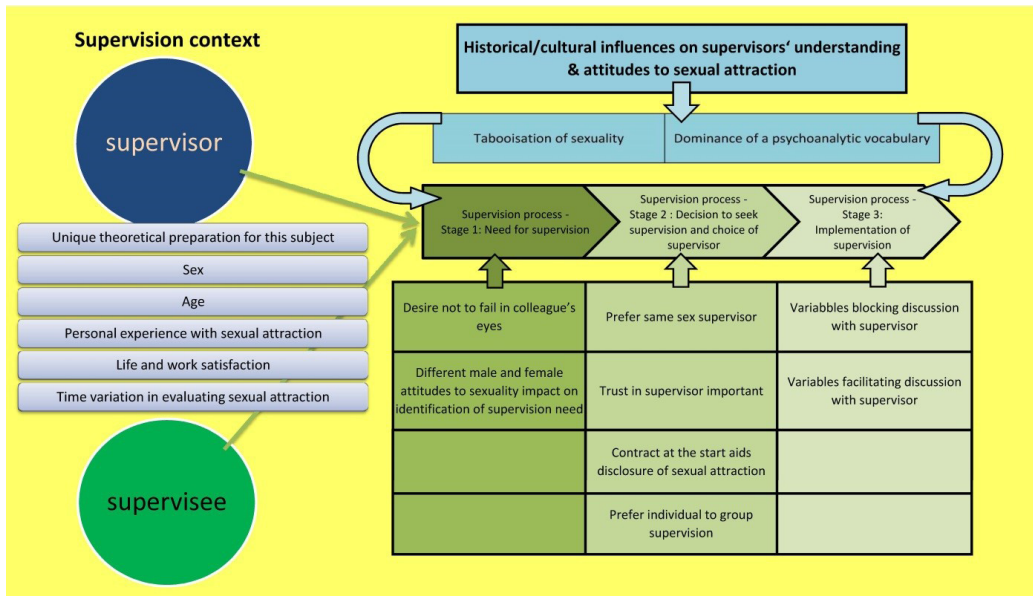 Supervision context
supervisor
Unique theoretical preparation for this subject
Sex
Age
Personal experience with sexual attraction
Life and work satisfaction
Time variation in evaluating sexual attraction
supervisee
Historical/cultural influences on supervisors‘ understanding
& attitudes to sexual attraction
Tabooisation of sexuality
Dominance of a psychoanalytic vocabulary
Supervision process -
Stage 1: Need for supervision
Supervision process -
Stage 2 : Decision to seek
supervision and choice of
supervisor
Supervision process -
Stage 3:
Implementation of
supervision
Desire not to fail in colleague’s
eyes
Prefer same sex supervisor
Variabbles blocking discussion
with supervisor
Different male and female
attitudes to sexuality impact on
identification of supervision need
Trust in supervisor important
Variables facilitating discussion
with supervisor
Contract at the start aids
disclosure of sexual attraction
Prefer individual to group
supervision